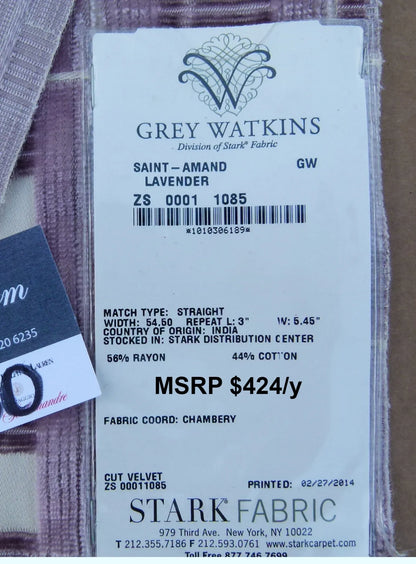 GREY WATKINS
Division of Stark® Fabric
SAINT-AMAND GW
LAVENDER
ZS 0001 1085
*1010306189*
20 6235
LAUREN
MATCH TYPE: STRAIGHT
WIDTH: 54.50 REPEAT L: 3" W: 5.45"
COUNTRY OF ORIGIN: INDIA
STOCKED IN: STARK DISTRIBUTION CENTER
56% RAYON 44% COTTON
MSRP $424/y
FABRIC COORD: CHAMBERY
CUT VELVET
ZS 00011085 PRINTED: 02/27/2014
STARK® FABRIC
979 Third Ave. New York, NY 10022
T 212.355.7186 F 212.593.0761 www.starkcarpet.com
Toll Free 877.746.7699